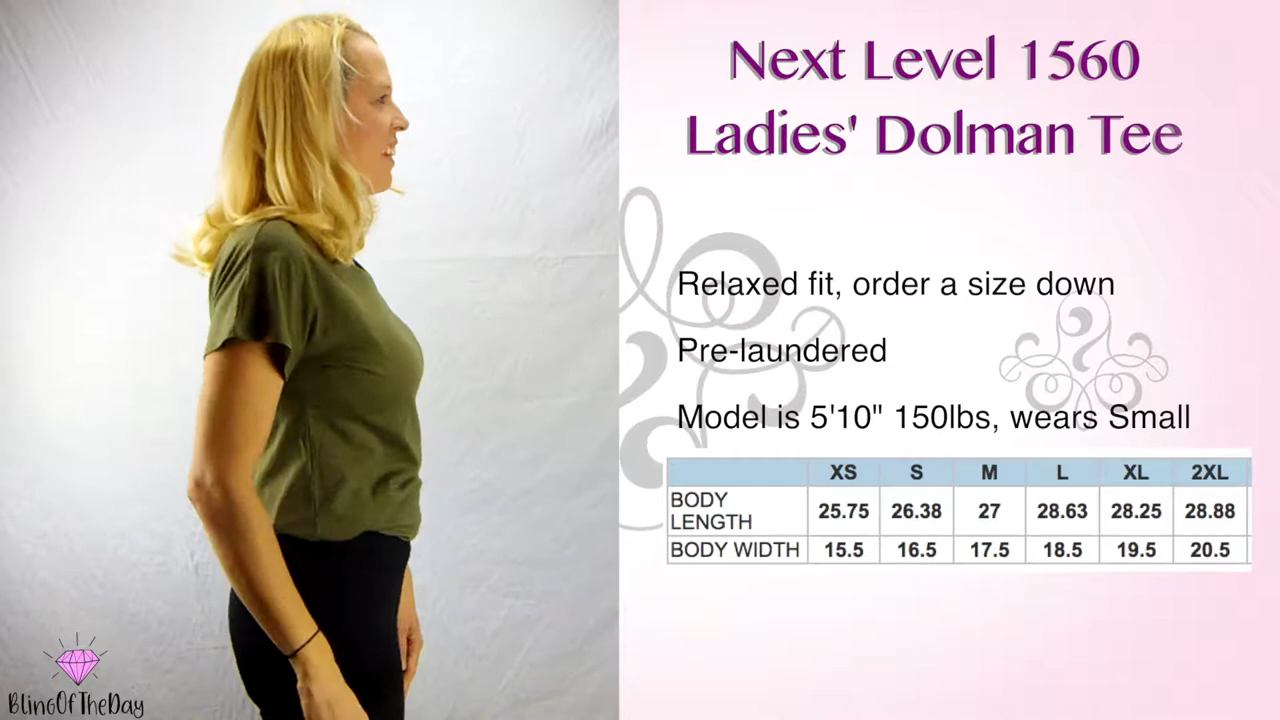 Next Level 1560
Ladies' Dolman Tee
Relaxed fit, order a size down
Pre-laundered
Model is 5'10" 150lbs, wears Small
XS S M L XL 2XL
BODY LENGTH 25.75 26.38 27 28.63 28.25 28.88
BODY WIDTH 15.5 16.5 17.5 18.5 19.5 20.5
BlingOfTheDay